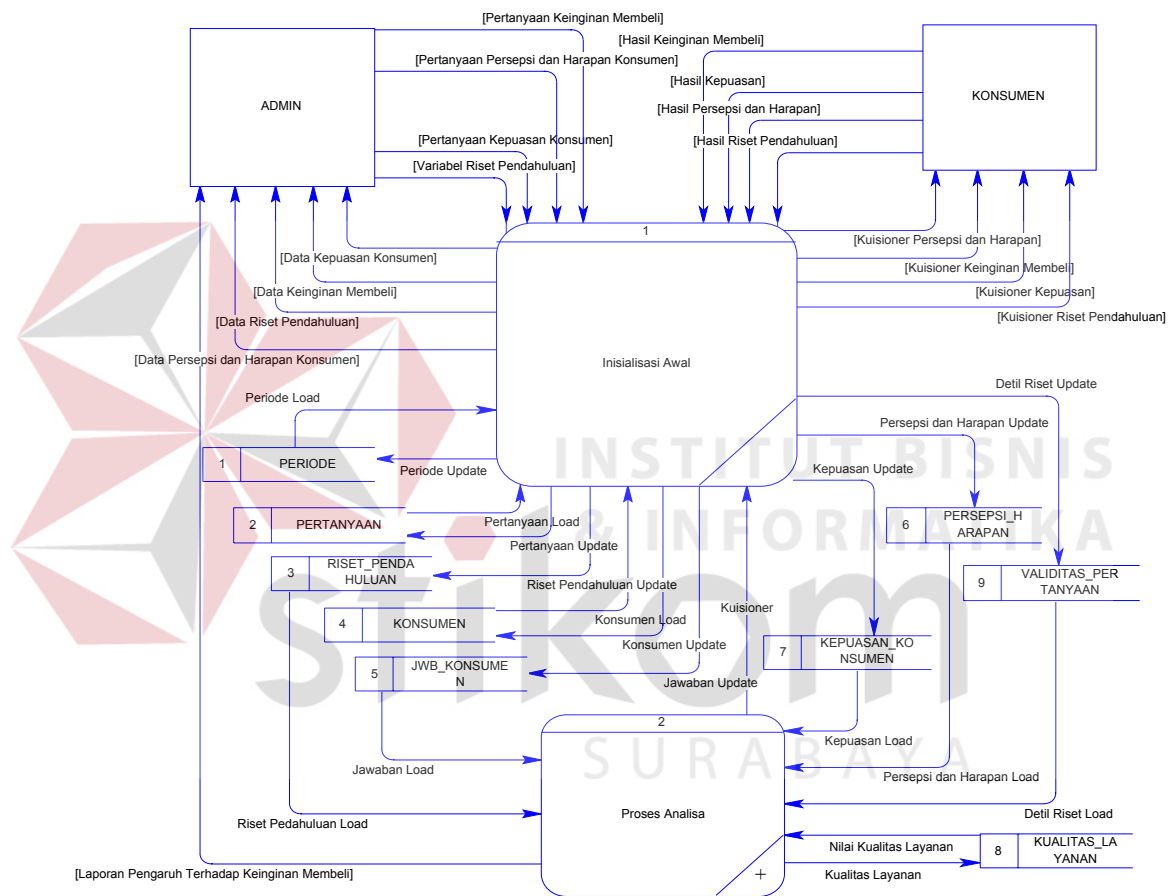 [Pertanyaan Keinginan Membeli]
[Hasil Keinginan Membeli]
[Pertanyaan Persepsi dan Harapan Konsumen]
[Hasil Kepuasan]
ADMIN
KONSUMEN
[Hasil Persepsi dan Harapan]
[Pertanyaan Kepuasan Konsumen]
[Hasil Riset Pendahuluan]
[Variabel Riset Pendahuluan]
1
[Kuisioner Persepsi dan Harapan]
[Data Kepuasan Konsumen]
[Kuisioner Keinginan Membeli]
[Data Keinginan Membeli]
[Kuisioner Kepuasan]
[Data Riset Pendahuluan]
[Kuisioner Riset Pendahuluan]
[Data Persepsi dan Harapan Konsumen]
Inisialisasi Awal
Detil Riset Update
Periode Load
Persepsi dan Harapan Update
INSTITUT BISNIS
1 PERIODE
Periode Update
Kepuasan Update
2 PERTANYAAN
Pertanyaan Load
6 PERSEPSI_H
ARAPAN
& INFORMATIKA
Pertanyaan Update
3 RISET_PENDA
HULUAN
Riset Pendahuluan Update
9 VALIDITAS_PER
TANYAAN
stikom
Kuisioner
4 KONSUMEN
Konsumen Load
Konsumen Update
7 KEPUASAN_KO
NSUMEN
5 JWB_KONSUME
N
Jawaban Update
2
Kepuasan Load
SURABAYA
Jawaban Load
Persepsi dan Harapan Load
Proses Analisa
Detil Riset Load
Riset Pedahuluan Load
Nilai Kualitas Layanan
8 KUALITAS_LA
YANAN
[Laporan Pengaruh Terhadap Keinginan Membeli]
+
Kualitas Layanan